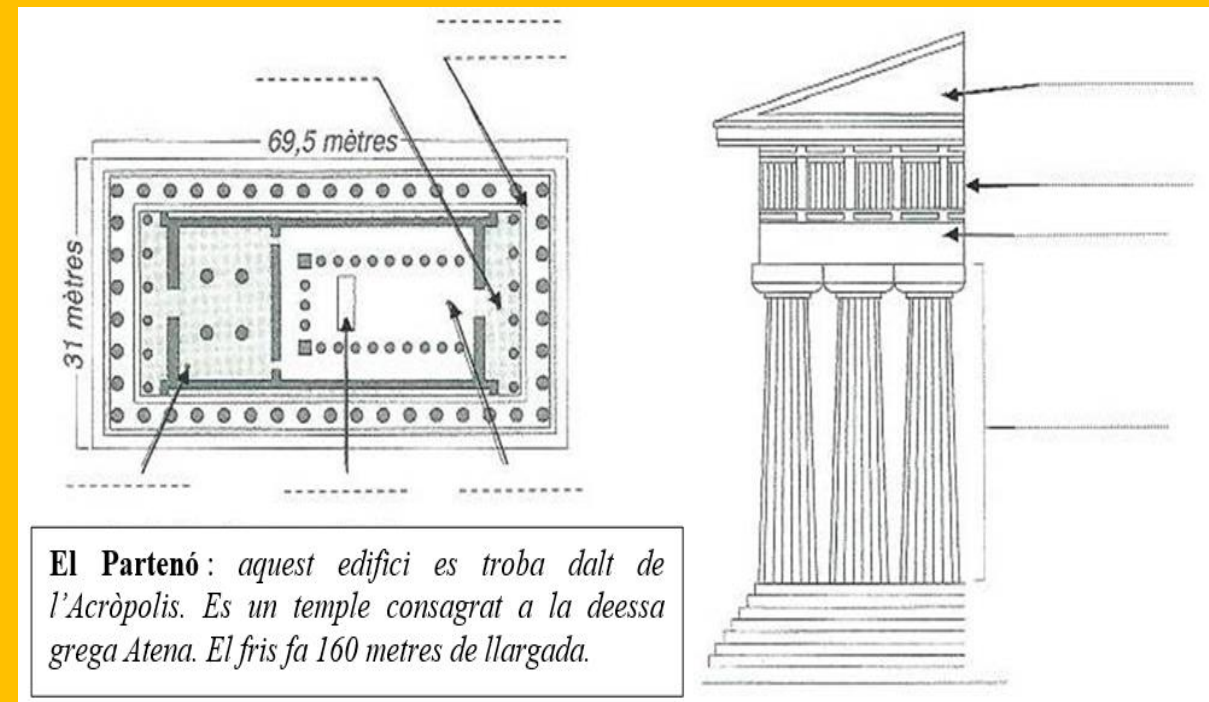 69,5 mètres
31 mètres
El Partenó : aquest edifici es troba dalt de
l’Acròpolis. Es un temple consagrat a la deessa
grega Atena. El fris fa 160 metres de llargada.